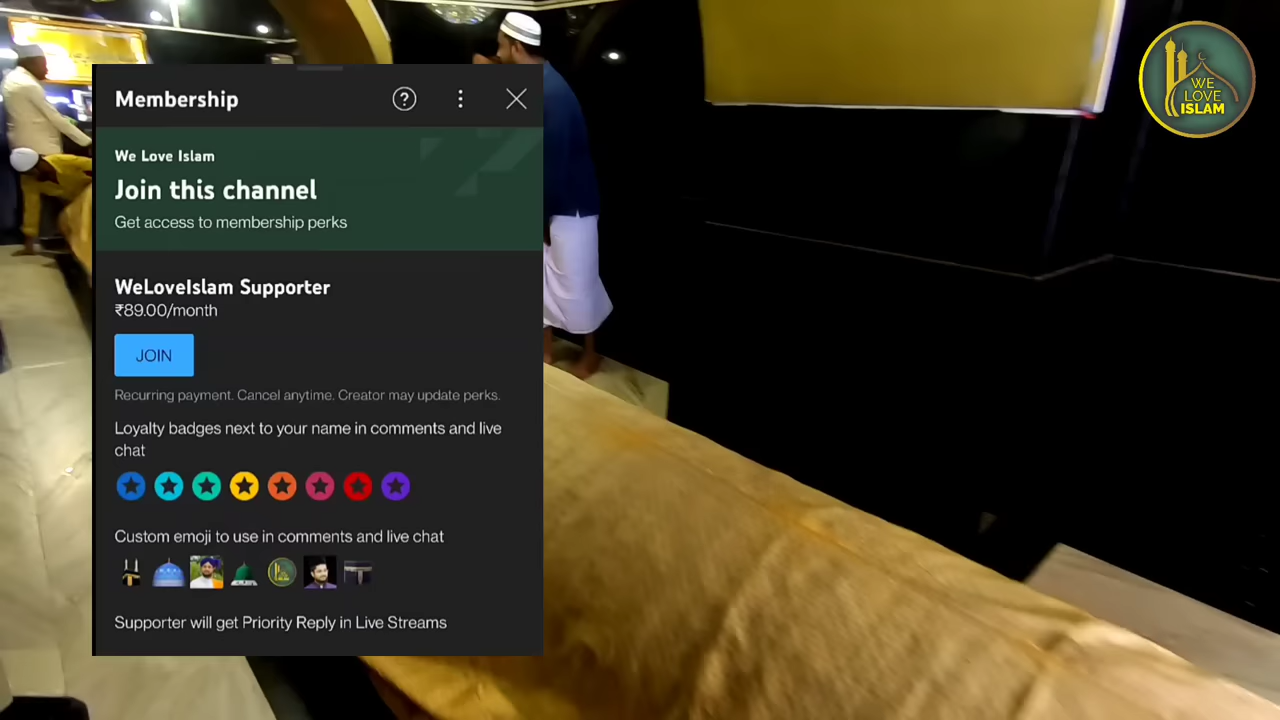 Membership
We Love Islam
Join this channel
Get access to membership perks
WeLoveIslam Supporter
₹89.00/month
JOIN
Recurring payment. Cancel anytime. Creator may update perks.
Loyalty badges next to your name in comments and live
chat
Custom emoji to use in comments and live chat
Supporter will get Priority Reply in Live Streams
WE
LOVE
ISLAM